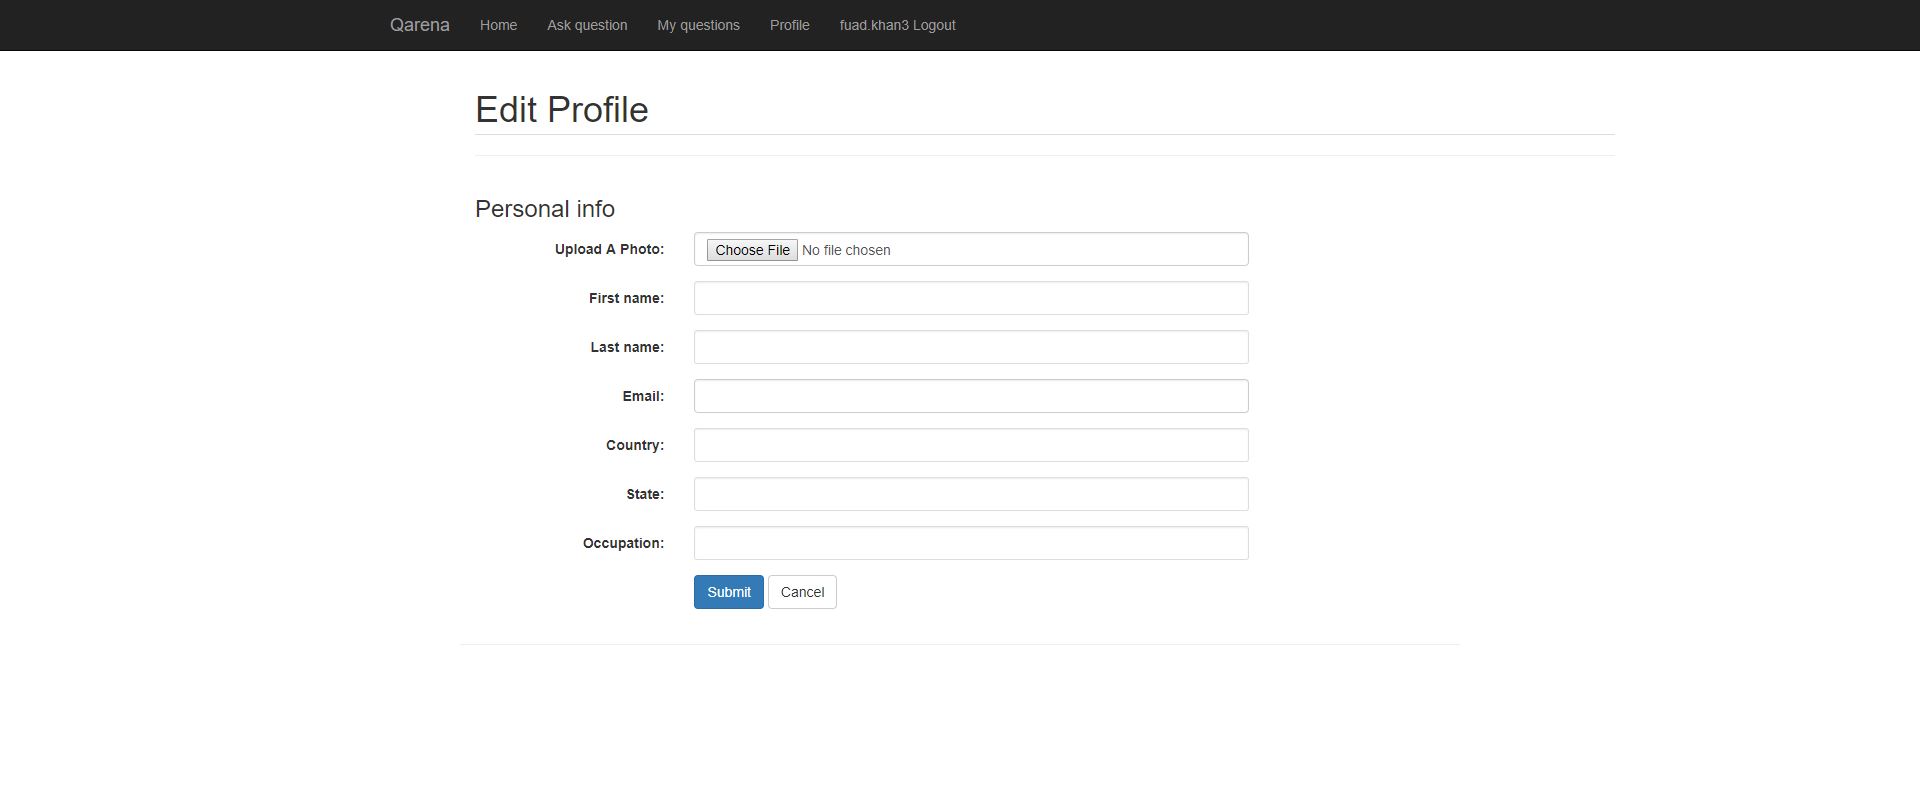 Qarena Home Ask question My questions Profile fuad.khan3 Logout
Edit Profile
Personal info
Upload A Photo: Choose File No file chosen
First name:
Last name:
Email:
Country:
State:
Occupation:
Submit Cancel